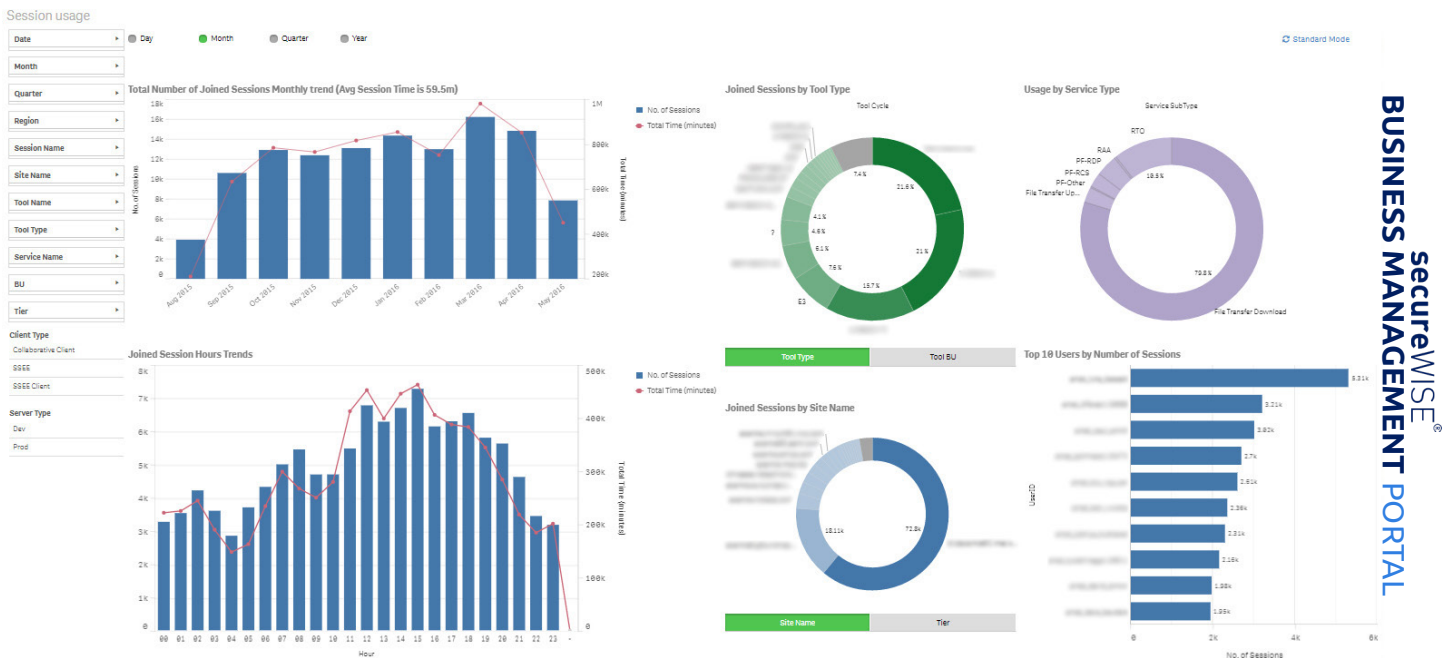 Session usage
Date
Month
Quarter
Region
Session Name
Site Name
Tool Name
Tool Type
Service Name
BU
Tier
Client Type
Collaborative Client
SSEE
SSEE Client
Server Type
Dev
Prod
Day
Month
Quarter
Year
Standard Mode
Total Number of Joined Sessions Monthly trend (Avg Session Time is 59.5m)
18k
16k
14k
12k
10k
8k
6k
4k
2k
0
No. of Sessions
1M
800k
600k
400k
200k
Total Time (minutes)
Aug 2015
Sep 2015
Oct 2015
Nov 2015
Dec 2015
Jan 2016
Feb 2016
Mar 2016
Apr 2016
May 2016
No. of Sessions
Total Time (minutes)
Joined Sessions by Tool Type
Tool Cycle
7.4%
21.6%
4.1%
4.6%
?
5.1%
21%
7.5%
15.7%
E3
Tool Type
Tool BU
Usage by Service Type
Service SubType
RTO
RAA
PF-RDP
PF-RCS
PF-Other
File Transfer Up...
10.5%
79.8%
File Transfer Download
Joined Session Hours Trends
8k
7k
6k
5k
4k
3k
2k
1k
0
500k
400k
300k
200k
100k
0
Total Time (minutes)
00 01 02 03 04 05 06 07 08 09 10 11 12 13 14 15 16 17 18 19 20 21 22 23 -
Hour
No. of Sessions
Total Time (minutes)
Joined Sessions by Site Name
15.11k
72.8k
Site Name
Tier
Top 10 Users by Number of Sessions
UserID
5.31k
3.21k
3.02k
2.7k
2.61k
2.36k
2.31k
2.16k
1.98k
1.95k
0
2k
4k
6k
No. of Sessions
secureWISE®
BUSINESS MANAGEMENT PORTAL